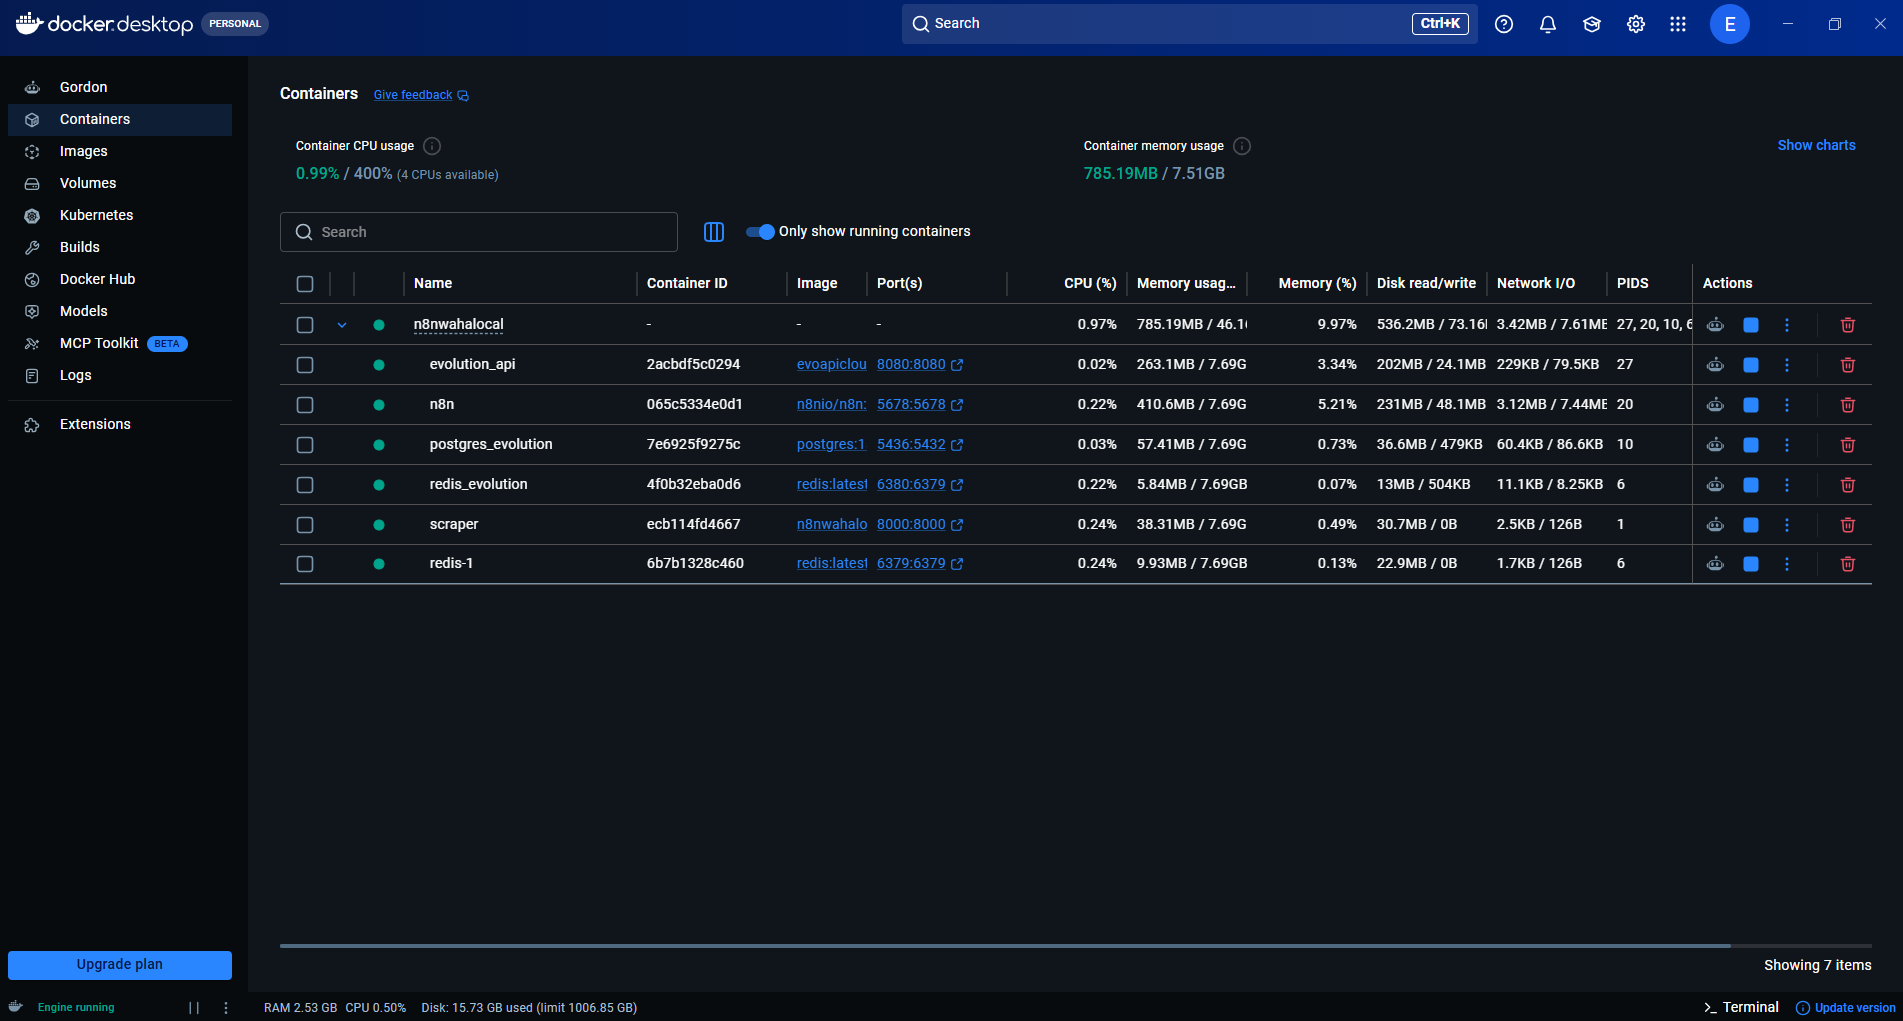 docker.desktop PERSONAL
Search Ctrl+K
E
Gordon
Containers
Images
Volumes
Kubernetes
Builds
Docker Hub
Models
MCP Toolkit BETA
Logs
Extensions
Upgrade plan
Containers Give feedback
Container CPU usage
0.99% / 400% (4 CPUs available)
Container memory usage
785.19MB / 7.51GB
Show charts
Search
Only show running containers
Name Container ID Image Port(s) CPU (%) Memory usag... Memory (%) Disk read/write Network I/O PIDS Actions
n8nwahalocal - - - 0.97% 785.19MB / 46.1 9.97% 536.2MB / 73.16 3.42MB / 7.61MB 27, 20, 10, 6
evolution_api 2acbdf5c0294 evoapiclou 8080:8080 0.02% 263.1MB / 7.69G 3.34% 202MB / 24.1MB 229KB / 79.5KB 27
n8n 065c5334e0d1 n8nio/n8n: 5678:5678 0.22% 410.6MB / 7.69G 5.21% 231MB / 48.1MB 3.12MB / 7.44MB 20
postgres_evolution 7e6925f9275c postgres:1 5436:5432 0.03% 57.41MB / 7.69G 0.73% 36.6MB / 479KB 60.4KB / 86.6KB 10
redis_evolution 4f0b32eba0d6 redis:latest 6380:6379 0.22% 5.84MB / 7.69GB 0.07% 13MB / 504KB 11.1KB / 8.25KB 6
scraper ecb114fd4667 n8nwahalo 8000:8000 0.24% 38.31MB / 7.69G 0.49% 30.7MB / 0B 2.5KB / 126B 1
redis-1 6b7b1328c460 redis:latest 6379:6379 0.24% 9.93MB / 7.69GB 0.13% 22.9MB / 0B 1.7KB / 126B 6
Showing 7 items
Engine running RAM 2.53 GB CPU 0.50% Disk: 15.73 GB used (limit 1006.85 GB) Terminal Update version